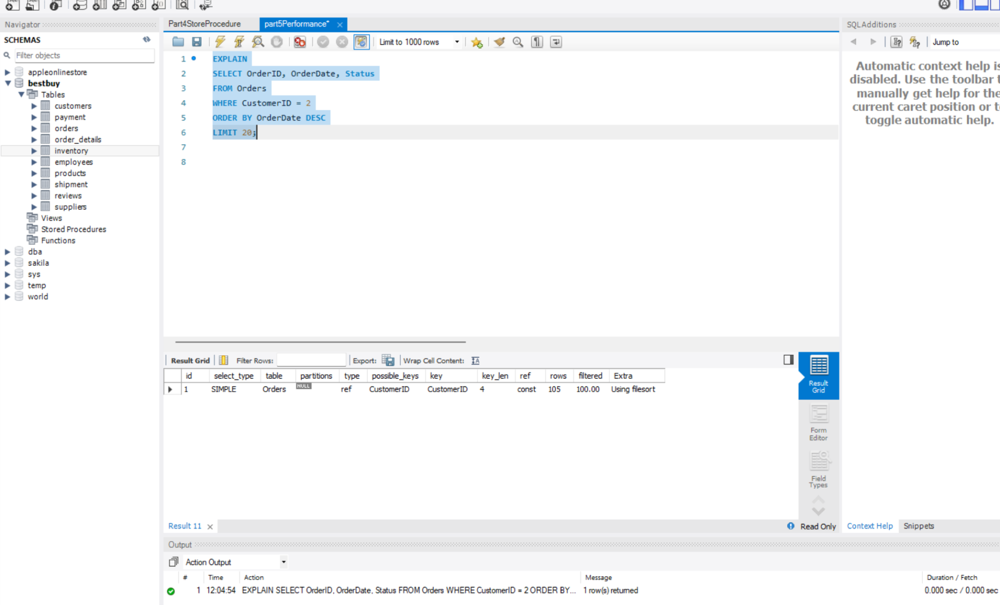 Navigator
SCHEMAS
Filter objects
appleonlinestore
bestbuy
Tables
customers
payment
orders
order_details
inventory
employees
products
shipment
reviews
suppliers
Views
Stored Procedures
Functions
dba
sakila
sys
temp
world
Part4StoreProcedure
part5Performance*
Limit to 1000 rows
1 EXPLAIN
2 SELECT OrderID, OrderDate, Status
3 FROM Orders
4 WHERE CustomerID = 2
5 ORDER BY OrderDate DESC
6 LIMIT 20;
7
8
Result Grid Filter Rows: Export: Wrap Cell Content:
id select_type table partitions type possible_keys key key_len ref rows filtered Extra
1 SIMPLE Orders NULL ref CustomerID CustomerID 4 const 105 100.00 Using filesort
Result
Grid
Form
Editor
Field
Types
Result 11
Read Only
Output
Action Output
# Time Action Message Duration / Fetch
1 12:04:54 EXPLAIN SELECT OrderID, OrderDate, Status FROM Orders WHERE CustomerID = 2 ORDER BY... 1 row(s) returned 0.000 sec / 0.000 sec
SQLAdditions
Jump to
Automatic context help is
disabled. Use the toolbar t
manually get help for the
current caret position or to
toggle automatic help.
Context Help Snippets